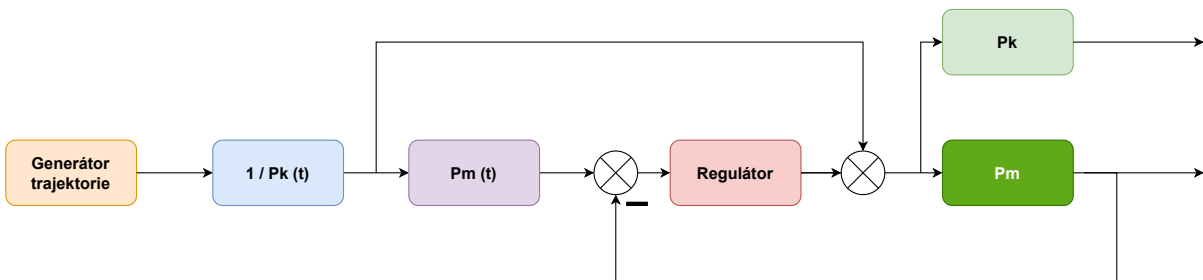 Pk
Generátor
trajektorie
1 / Pk (t)
Pm (t)
Regulátor
Pm